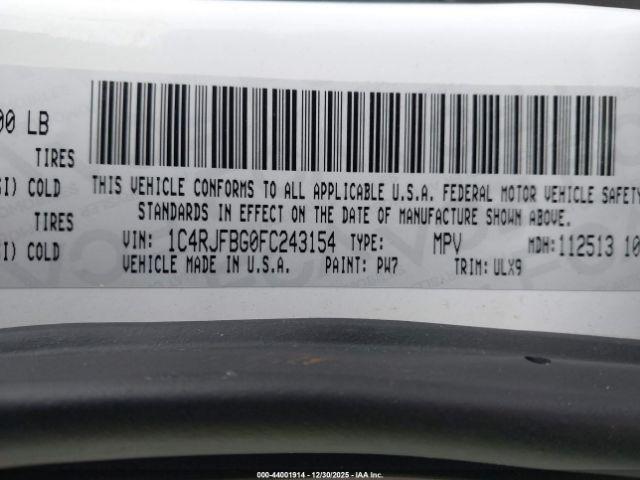 00 LB
TIRES
SI) COLD
TIRES
SI) COLD
THIS VEHICLE CONFORMS TO ALL APPLICABLE U.S.A. FEDERAL MOTOR VEHICLE SAFETY
STANDARDS IN EFFECT ON THE DATE OF MANUFACTURE SHOWN ABOVE.
VIN: 1C4RJFBG0FC243154 TYPE: MPV MDH: 112513 10
VEHICLE MADE IN U.S.A. PAINT: PW7 TRIM: ULX9
000-44001914 - 12/30/2025 - IAA Inc.